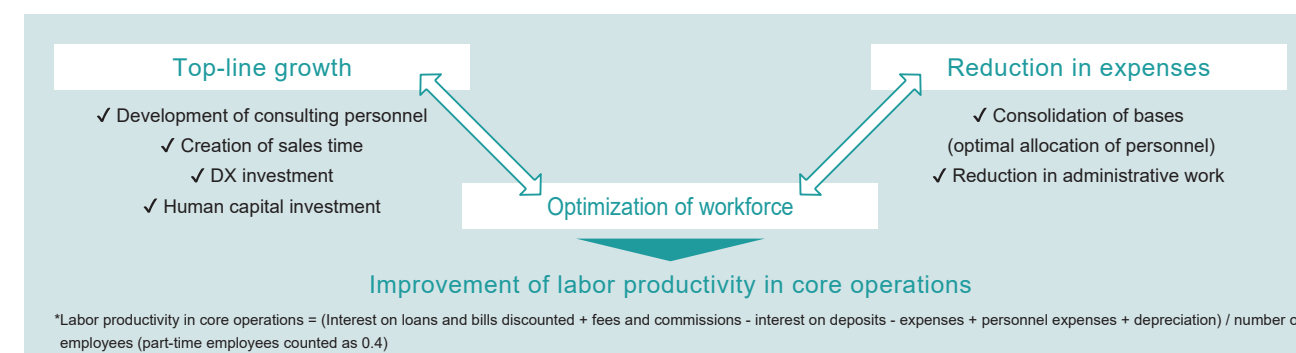 Top-line growth
✓ Development of consulting personnel
✓ Creation of sales time
✓ DX investment
✓ Human capital investment
Reduction in expenses
✓ Consolidation of bases
(optimal allocation of personnel)
✓ Reduction in administrative work
Optimization of workforce
Improvement of labor productivity in core operations
*Labor productivity in core operations = (Interest on loans and bills discounted + fees and commissions - interest on deposits - expenses + personnel expenses + depreciation) / number
employees (part-time employees counted as 0.4)